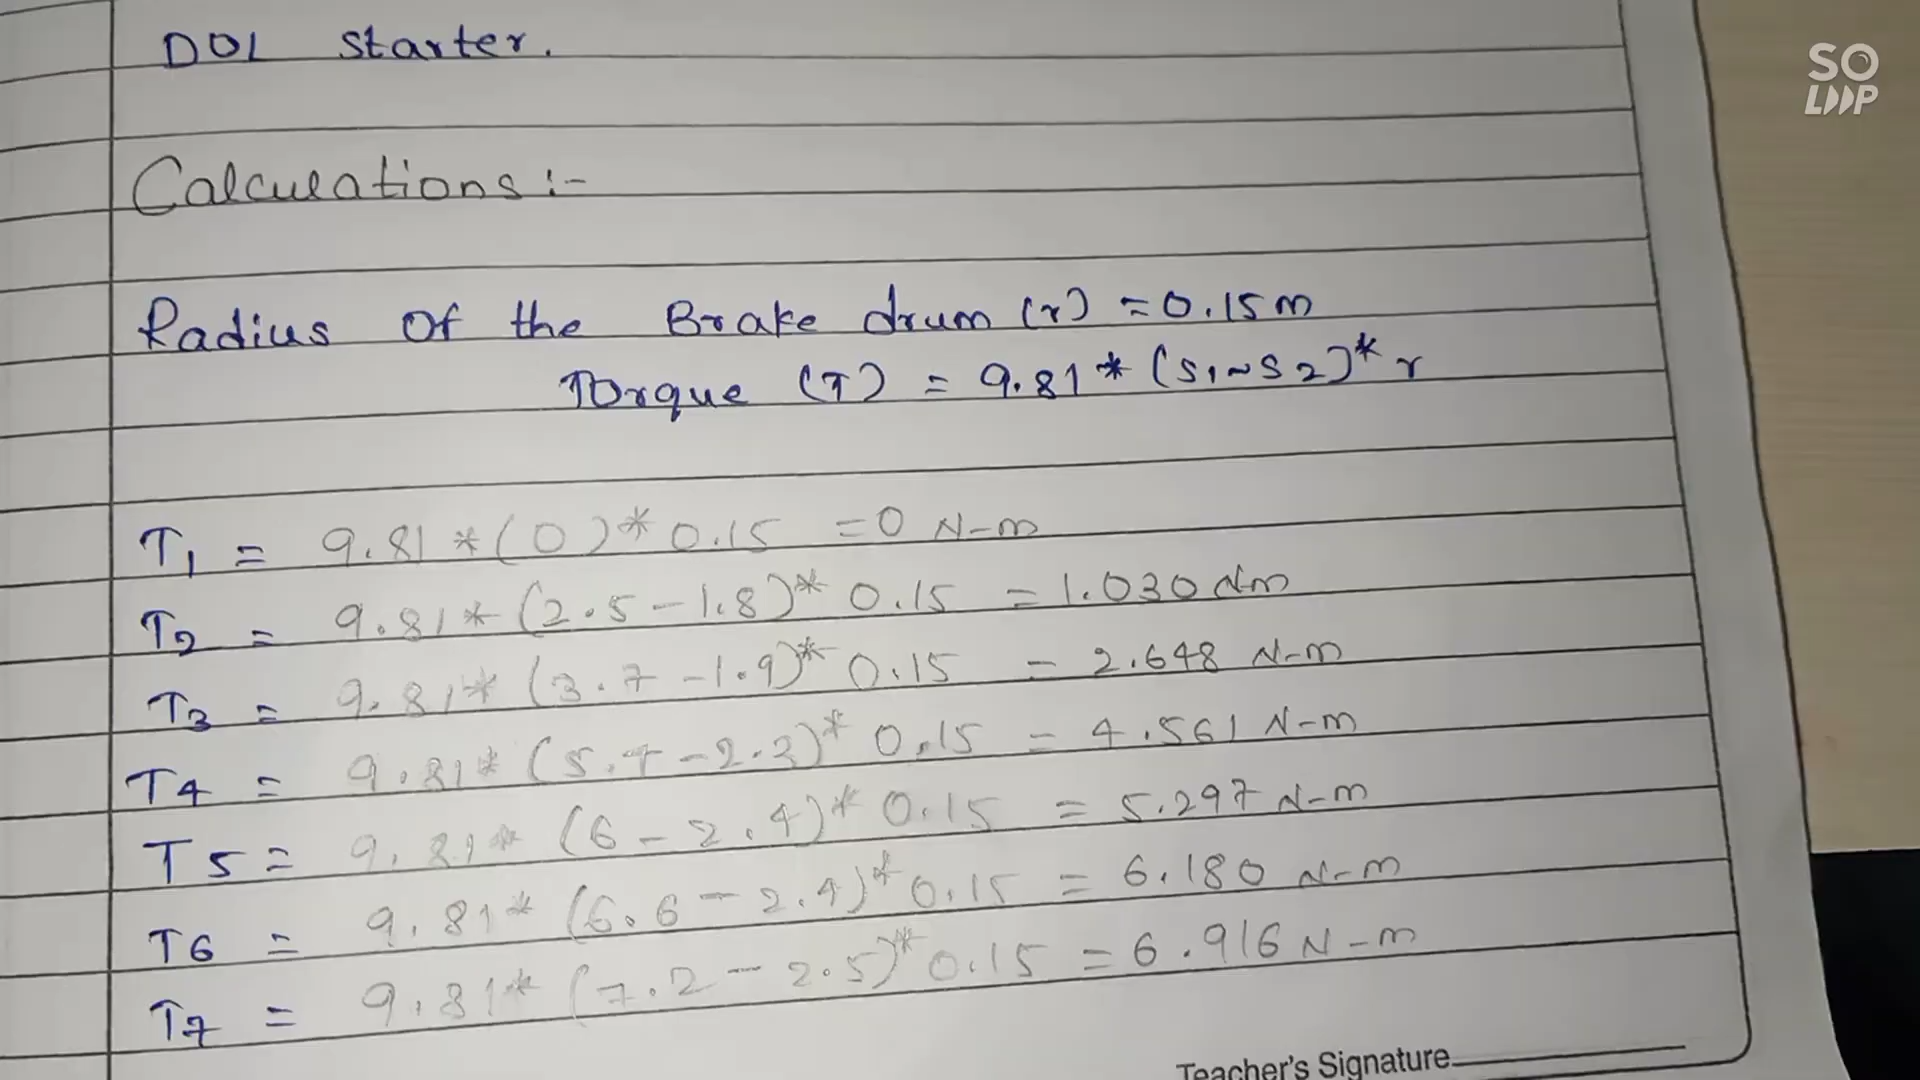 DOL starter.
SO
LOOP
Calculations :-
Radius Of the Brake drum (r) = 0.15m
Torque (T) = 9.81 * (S1~S2) * r
T1 = 9.81 * (0) * 0.15 = 0 N-m
T2 = 9.81 * (2.5 - 1.8) * 0.15 = 1.030 Nm
T3 = 9.81 * (3.7 - 1.9) * 0.15 = 2.648 N-m
T4 = 9.81 * (5.4 - 2.3) * 0.15 = 4.561 N-m
T5 = 9.81 * (6 - 2.4) * 0.15 = 5.297 N-m
T6 = 9.81 * (6.6 - 2.4) * 0.15 = 6.180 N-m
T7 = 9.81 * (7.2 - 2.5) * 0.15 = 6.916 N-m
Teacher's Signature